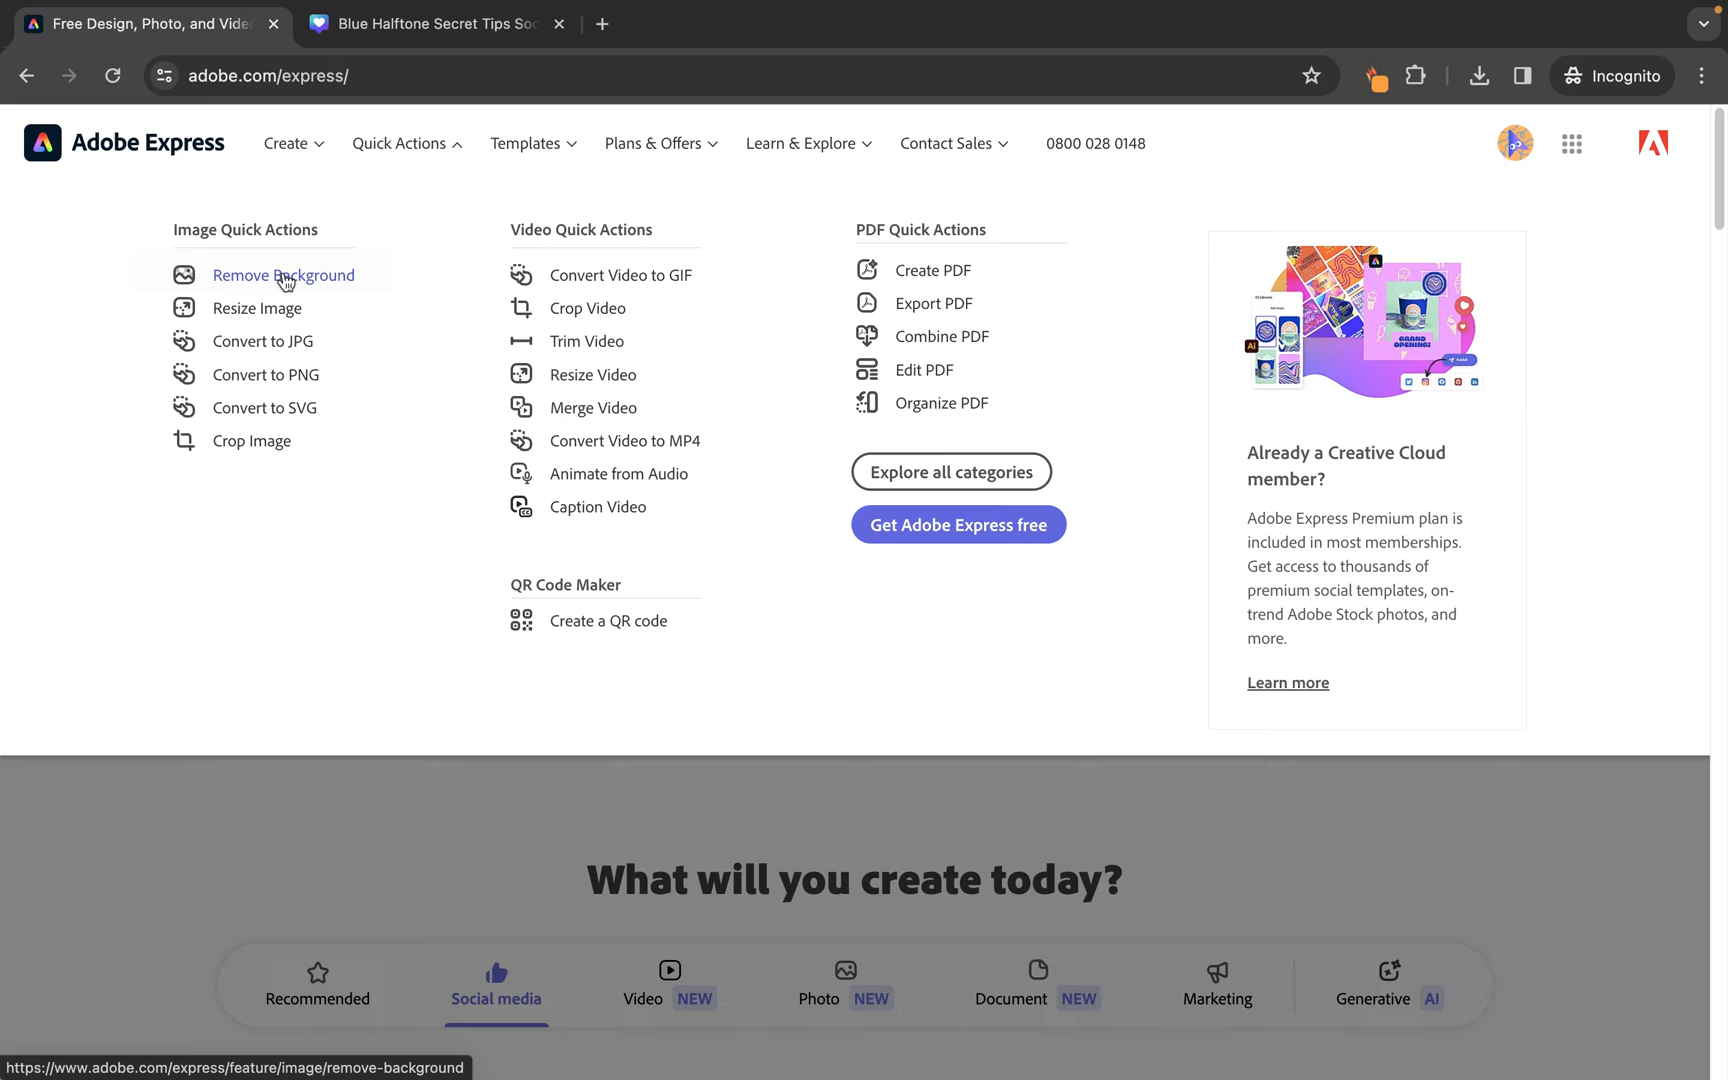 Free Design, Photo, and Vide
Blue Halftone Secret Tips Soc
adobe.com/express/
Incognito
Adobe Express
Create
Quick Actions
Templates
Plans & Offers
Learn & Explore
Contact Sales
0800 028 0148
Image Quick Actions
Remove Background
Resize Image
Convert to JPG
Convert to PNG
Convert to SVG
Crop Image
Video Quick Actions
Convert Video to GIF
Crop Video
Trim Video
Resize Video
Merge Video
Convert Video to MP4
Animate from Audio
Caption Video
QR Code Maker
Create a QR code
PDF Quick Actions
Create PDF
Export PDF
Combine PDF
Edit PDF
Organize PDF
Explore all categories
Get Adobe Express free
Ai
GRAND
OPENING!
Publish
Already a Creative Cloud
member?
Adobe Express Premium plan is
included in most memberships.
Get access to thousands of
premium social templates, on-
trend Adobe Stock photos, and
more.
Learn more
What will you create today?
Recommended
Social media
Video NEW
Photo NEW
Document NEW
Marketing
Generative AI
https://www.adobe.com/express/feature/image/remove-background